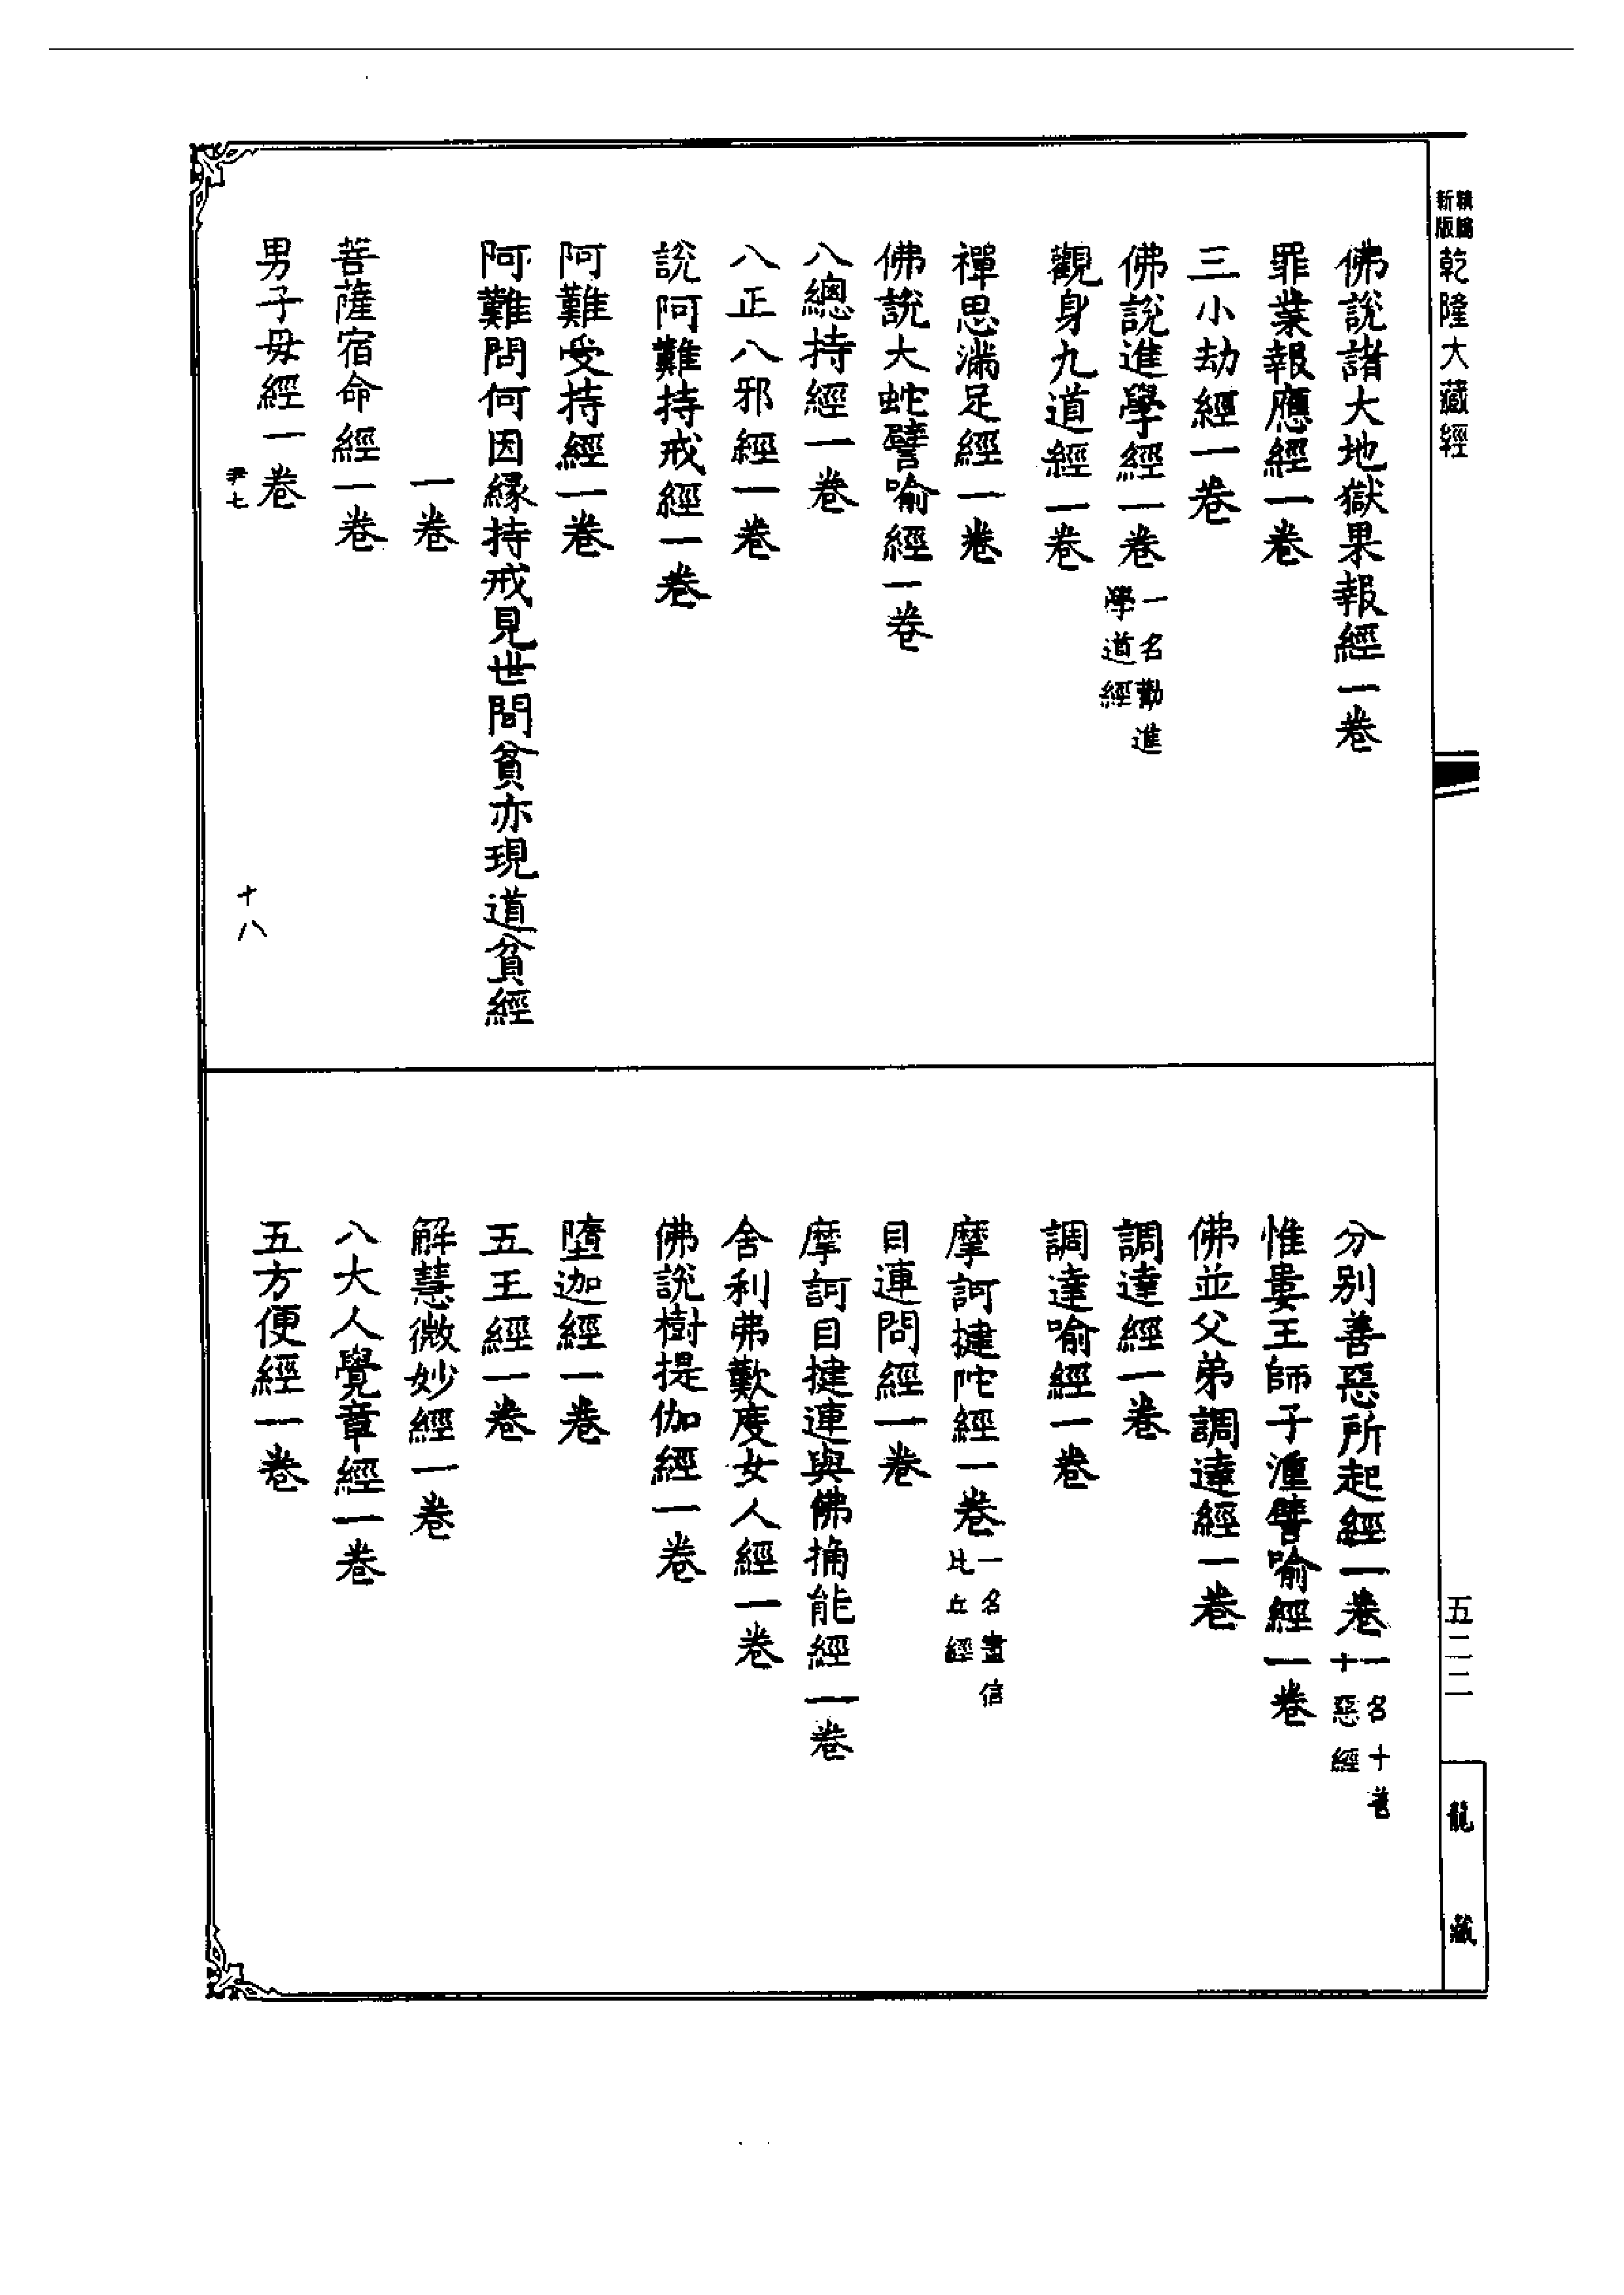 新版
精編
乾隆大藏經
佛說諸大地獄果報經一卷
罪業報應經一卷
三小劫經一卷
佛說進學經一卷 一名勸進學道經
觀身九道經一卷
禪思滿足經一卷
佛說大蛇譬喻經一卷
八總持經一卷
八正八邪經一卷
說阿難持戒經一卷
阿難受持經一卷
阿難問何因緣持戒見世間貧亦現道貧經
一卷
菩薩宿命經一卷
男子毋經一卷
尹七
十八
分別善惡所起經一卷 一名十善十惡經
惟婁王師子湩譬喻經一卷
佛並父弟調達經一卷
調達經一卷
調達喻經一卷
摩訶揵陀經一卷 一名盡信比丘經
目連問經一卷
摩訶目揵連與佛捔能經一卷
舍利弗歎度女人經一卷
佛說樹提伽經一卷
墮迦經一卷
五王經一卷
解慧微妙經一卷
八大人覺章經一卷
五方便經一卷
五二二
龍藏